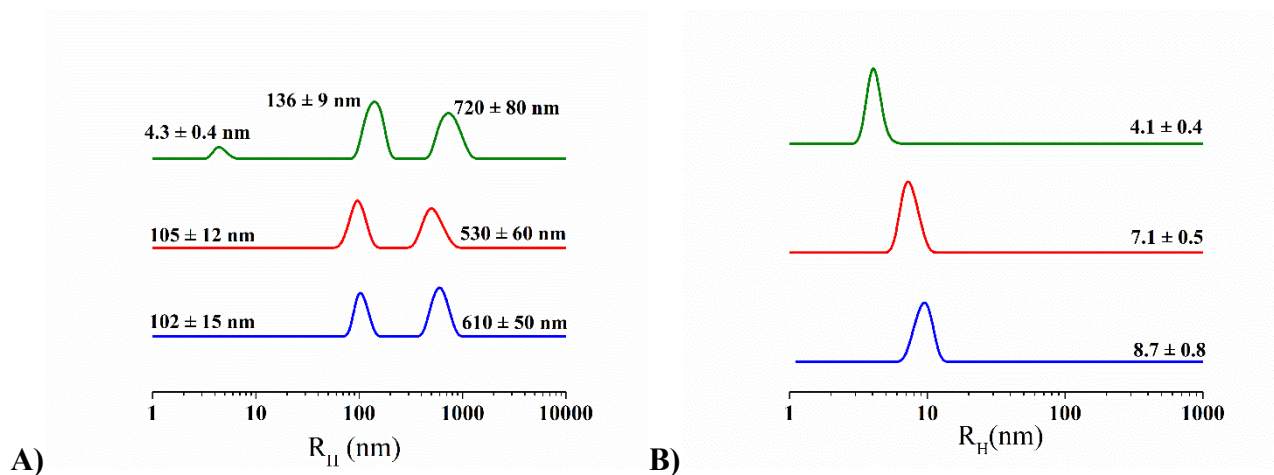 136 ± 9 nm
720 ± 80 nm
4.3 ± 0.4 nm
105 ± 12 nm
530 ± 60 nm
102 ± 15 nm
610 ± 50 nm
1 10 100 1000 10000
R_H (nm)
A)
4.1 ± 0.4
7.1 ± 0.5
8.7 ± 0.8
1 10 100 1000
R_H(nm)
B)